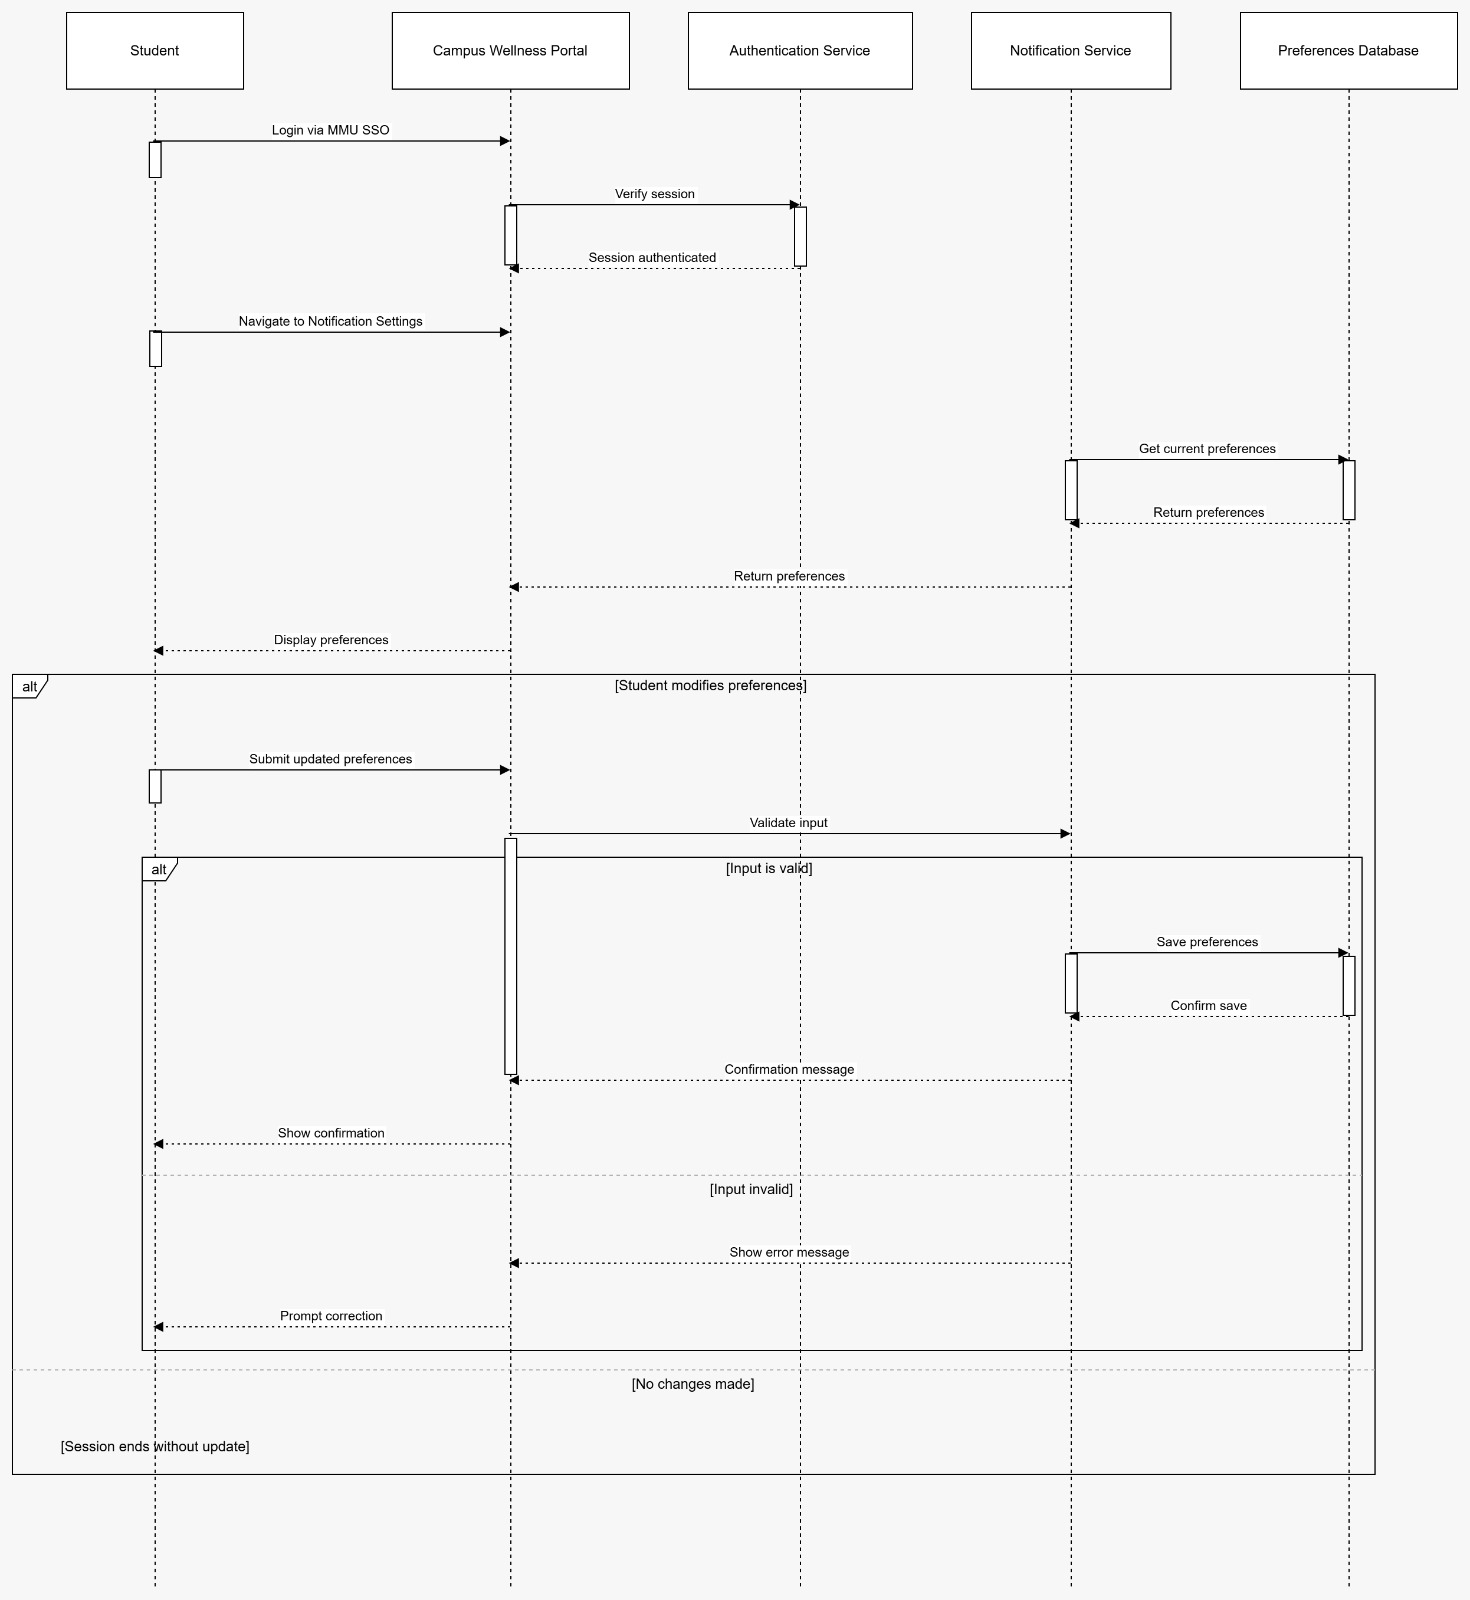 Student
Campus Wellness Portal
Authentication Service
Notification Service
Preferences Database
Login via MMU SSO
Verify session
Session authenticated
Navigate to Notification Settings
Get current preferences
Return preferences
Return preferences
Display preferences
alt
[Student modifies preferences]
Submit updated preferences
Validate input
alt
[Input is valid]
Save preferences
Confirm save
Confirmation message
Show confirmation
[Input invalid]
Show error message
Prompt correction
[No changes made]
[Session ends without update]